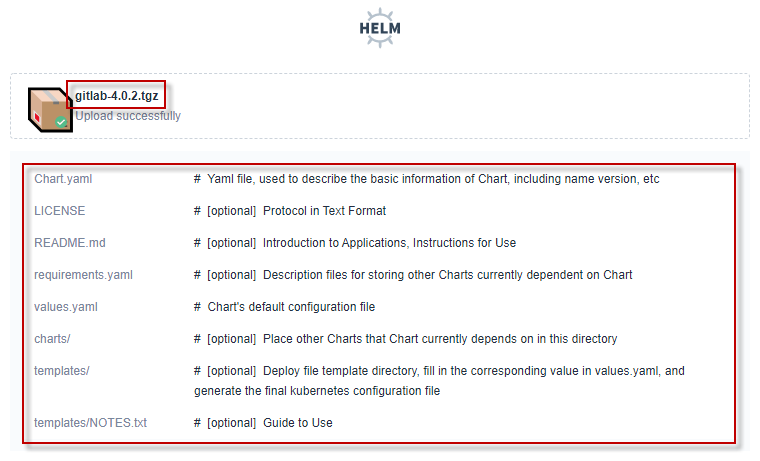 HELM
gitlab-4.0.2.tgz
Upload successfully
Chart.yaml # Yaml file, used to describe the basic information of Chart, including name version, etc
LICENSE # [optional] Protocol in Text Format
README.md # [optional] Introduction to Applications, Instructions for Use
requirements.yaml # [optional] Description files for storing other Charts currently dependent on Chart
values.yaml # Chart's default configuration file
charts/ # [optional] Place other Charts that Chart currently depends on in this directory
templates/ # [optional] Deploy file template directory, fill in the corresponding value in values.yaml, and
generate the final kubernetes configuration file
templates/NOTES.txt # [optional] Guide to Use